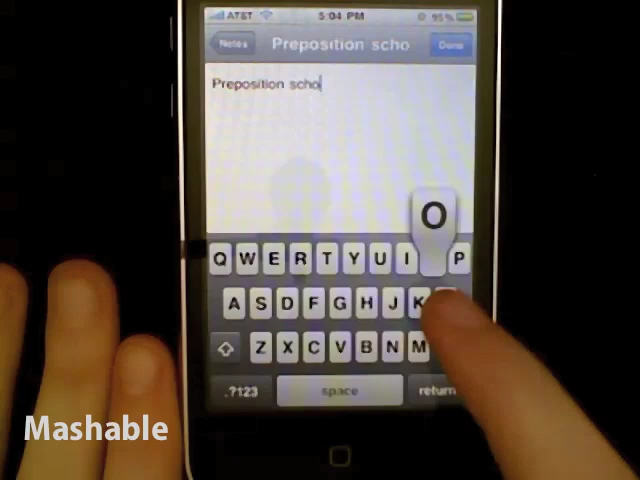 AT&T 5:04 PM 95%
Notes Preposition scho Done
Preposition scho
O
Q W E R T Y U I P
A S D F G H J K
Z X C V B N M
.?123 space return
Mashable